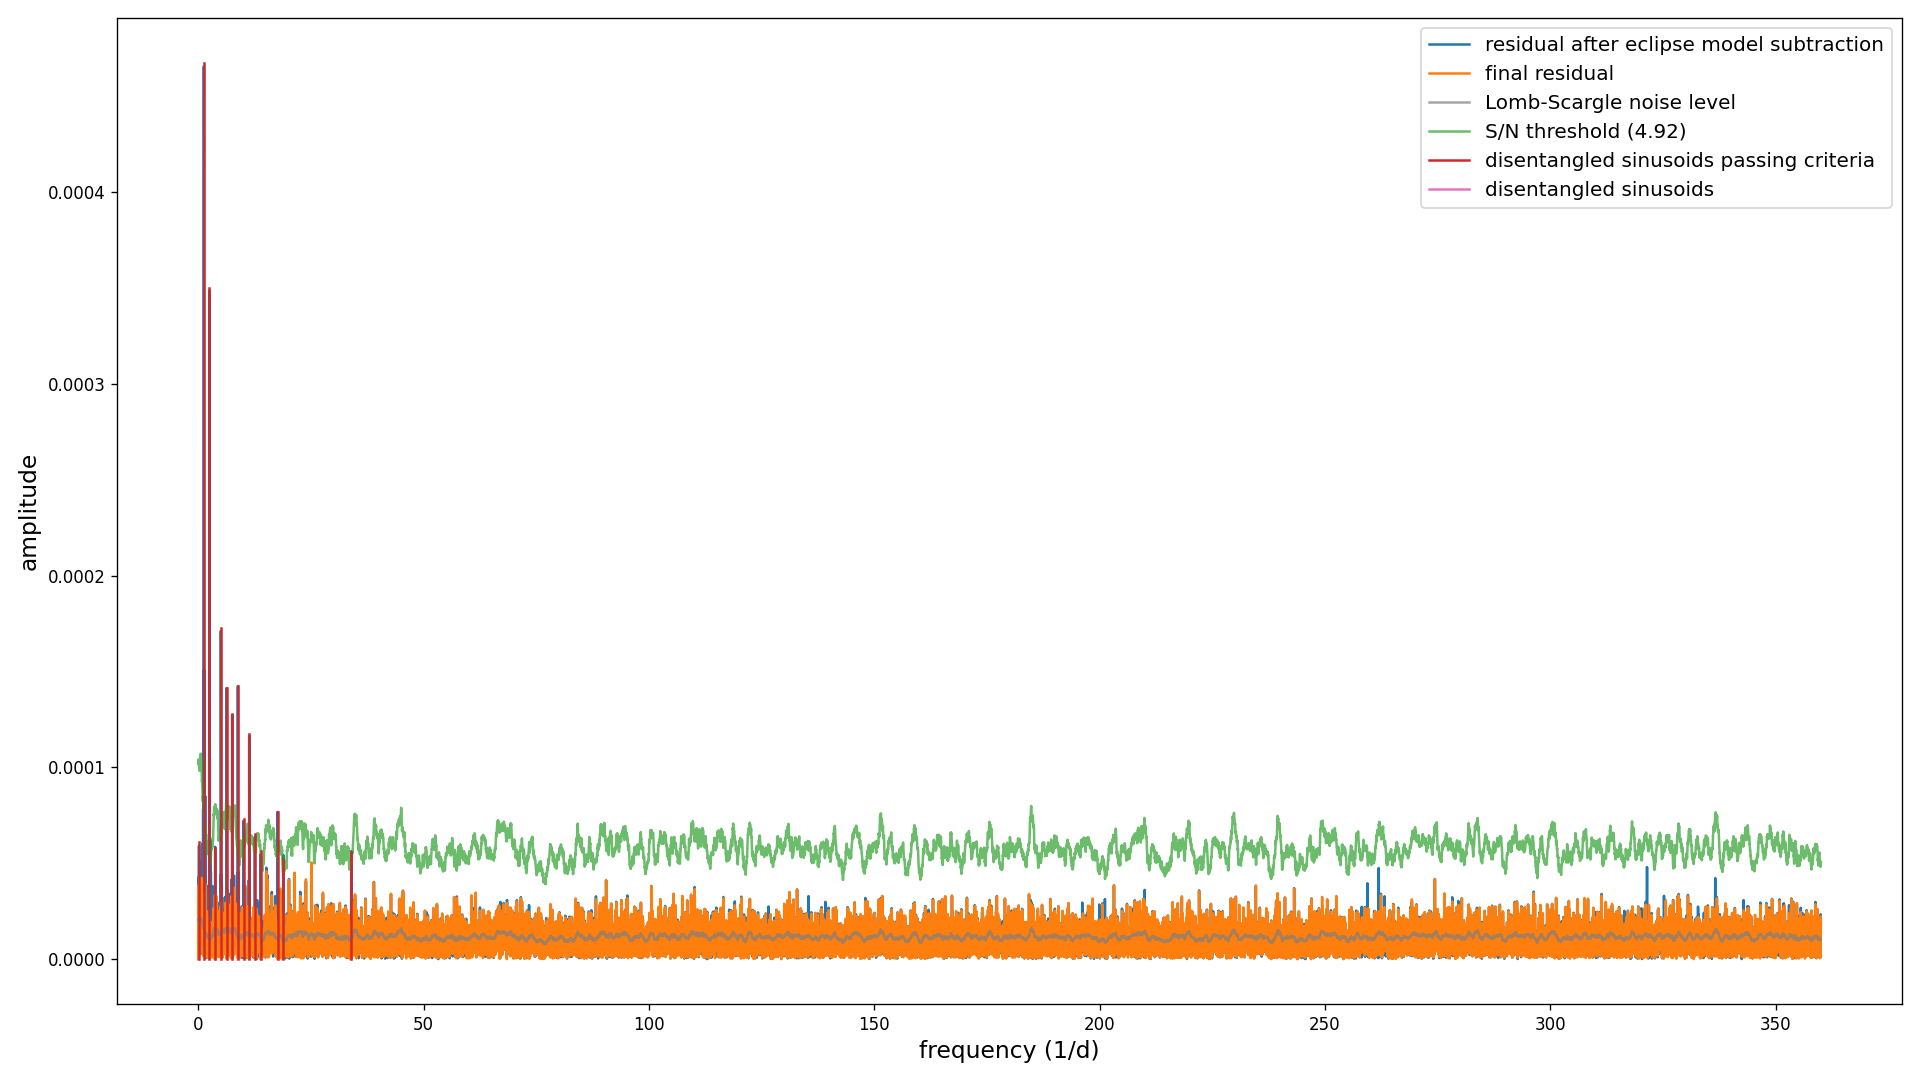 residual after eclipse model subtraction
final residual
Lomb-Scargle noise level
S/N threshold (4.92)
disentangled sinusoids passing criteria
disentangled sinusoids
amplitude
0.0004
0.0003
0.0002
0.0001
0.0000
0 50 100 150 200 250 300 350
frequency (1/d)